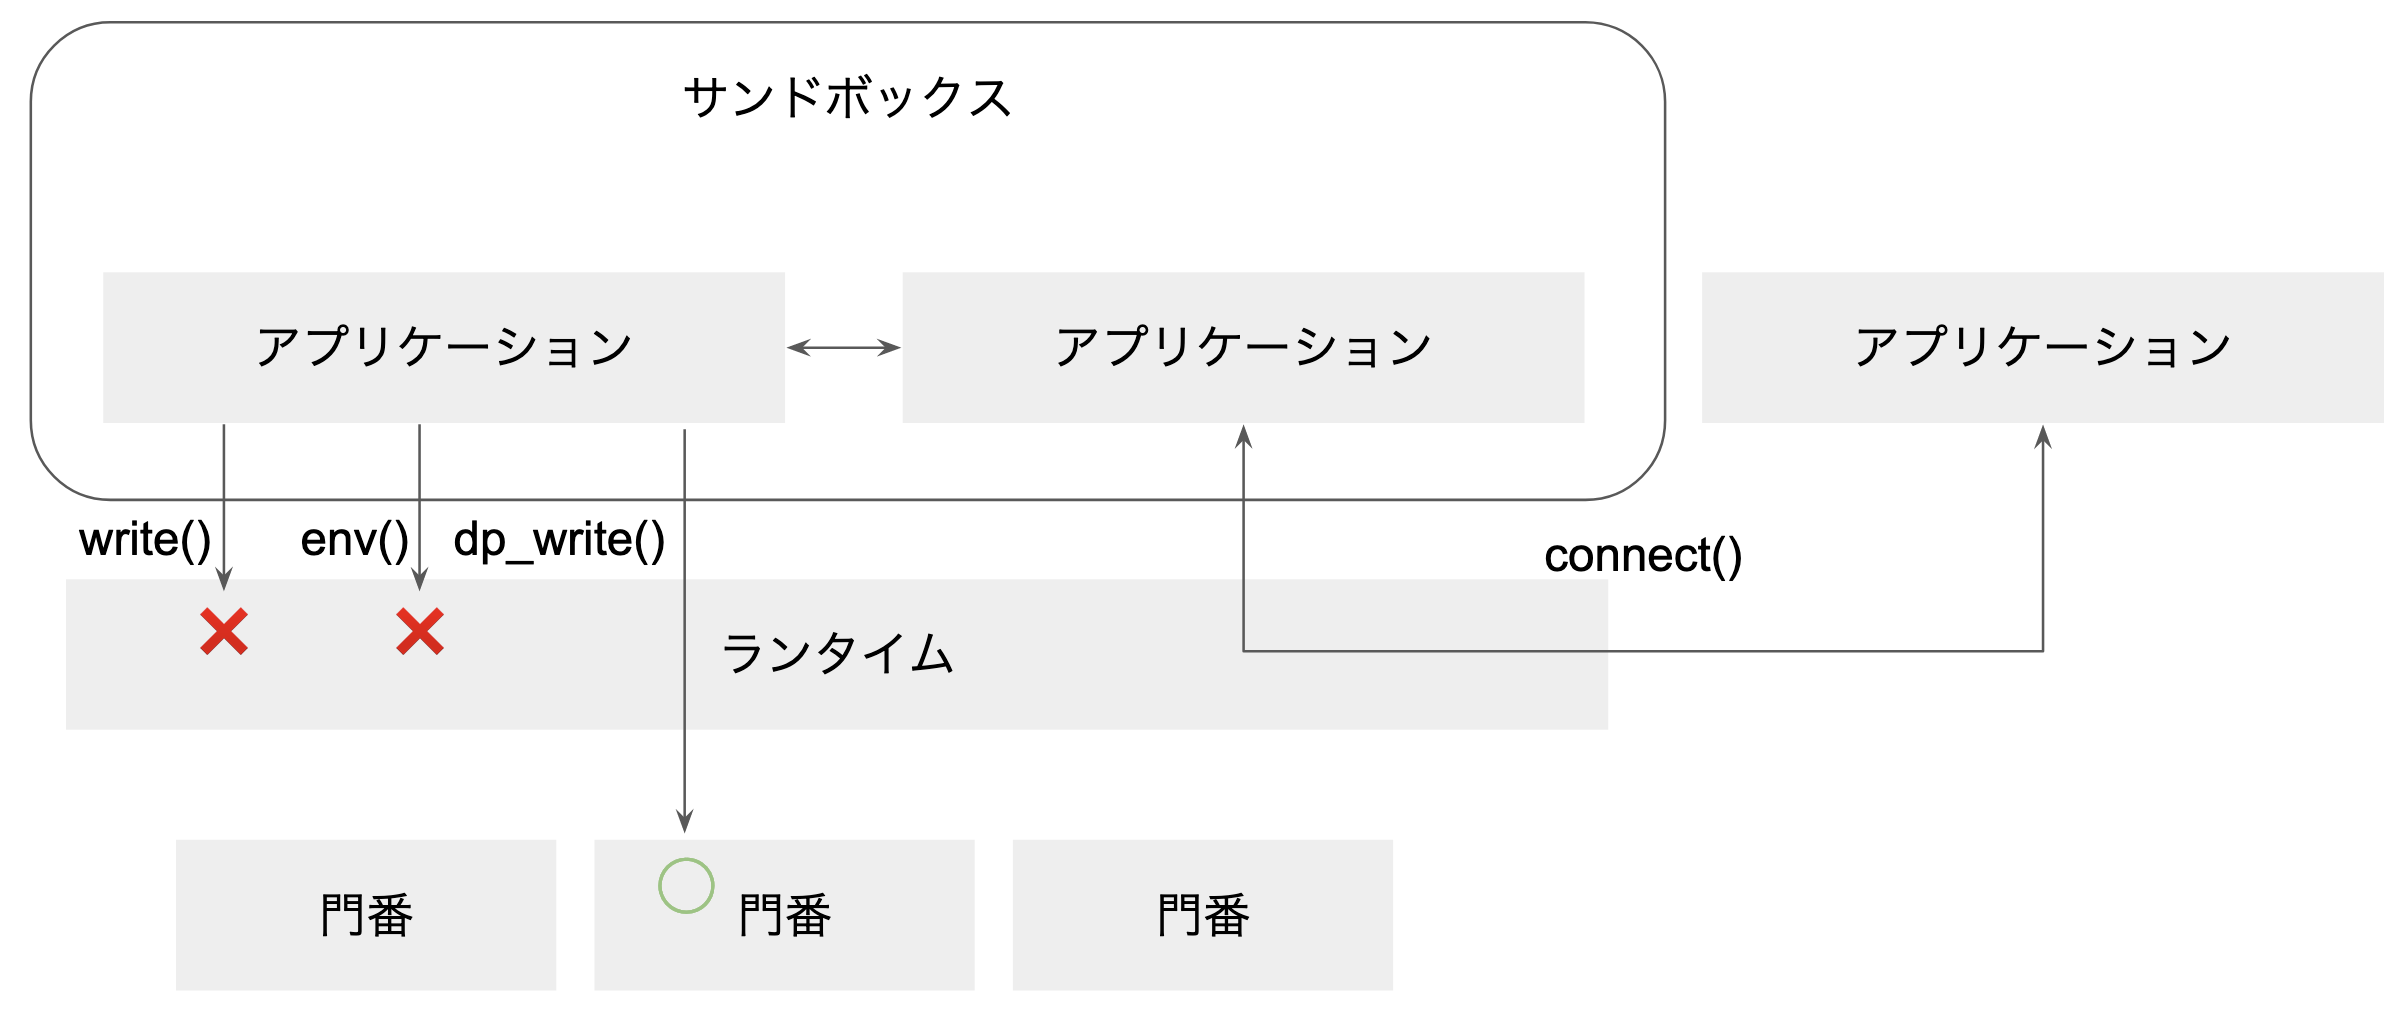 サンドボックス
アプリケーション
アプリケーション
アプリケーション
write()
env()
dp_write()
connect()
ランタイム
門番
門番
門番